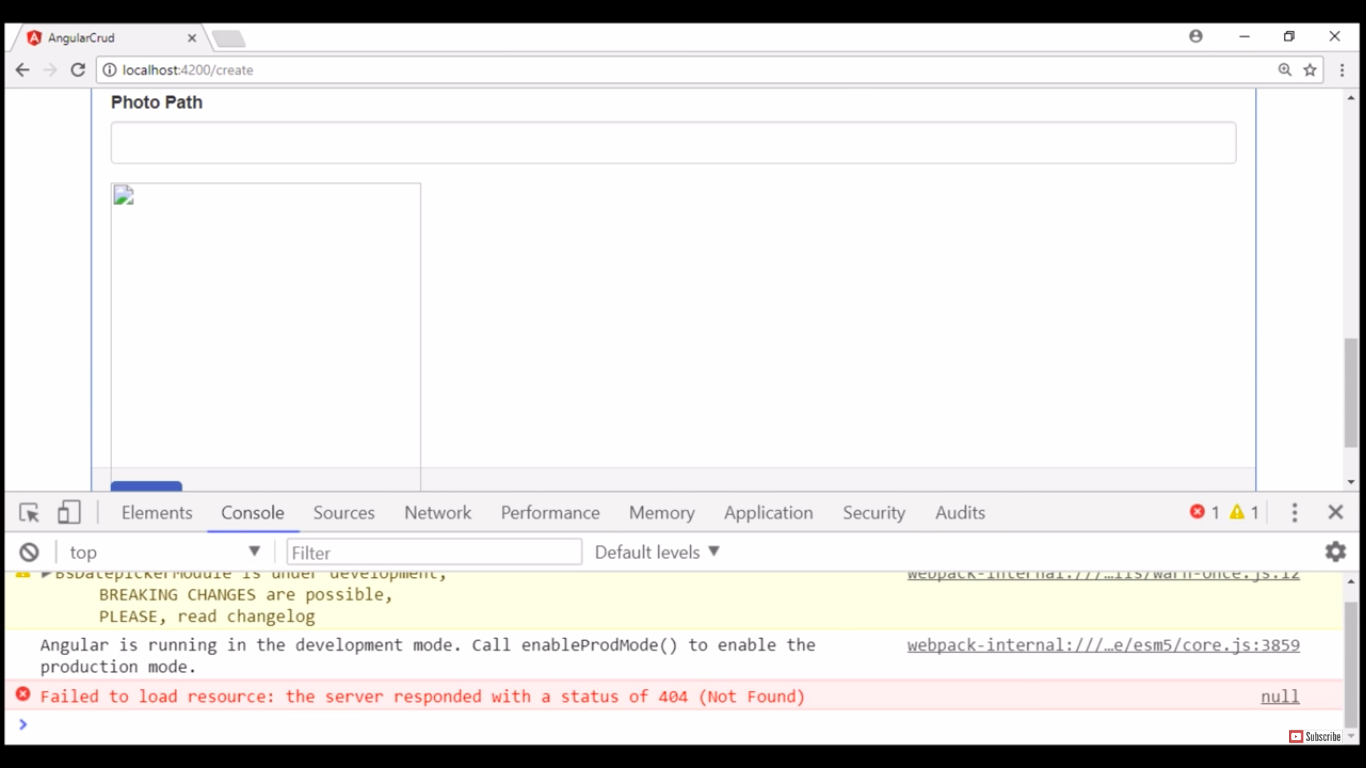 AngularCrud
localhost:4200/create
Photo Path
Elements Console Sources Network Performance Memory Application Security Audits 1 1
top Filter Default levels
BsDatepickerModule is under development, webpack-internal:///…ils/warn-once.js:12
BREAKING CHANGES are possible,
PLEASE, read changelog
Angular is running in the development mode. Call enableProdMode() to enable the webpack-internal:///…e/esm5/core.js:3859
production mode.
Failed to load resource: the server responded with a status of 404 (Not Found) null
Subscribe